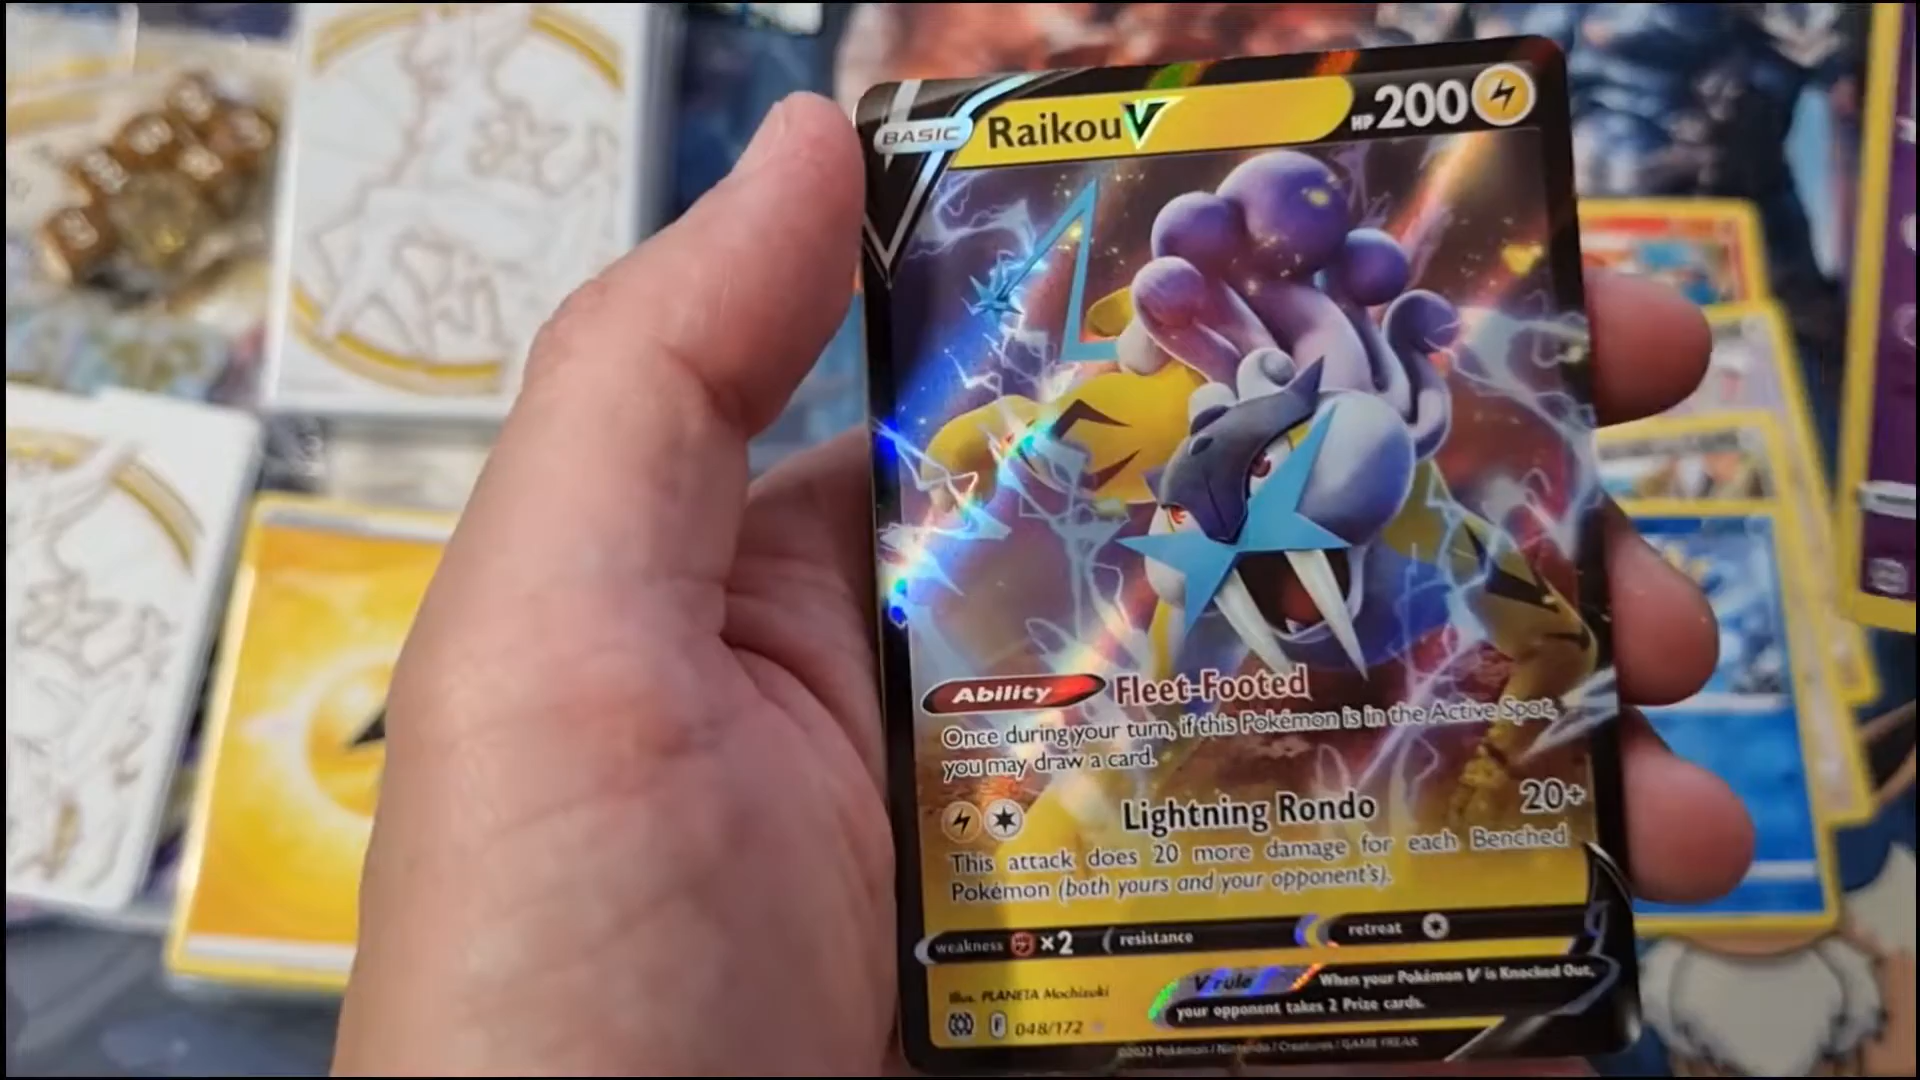 BASIC RaikouV HP200
Ability Fleet-Footed
Once during your turn, if this Pokémon is in the Active Spot,
you may draw a card.
Lightning Rondo 20+
This attack does 20 more damage for each Benched
Pokémon (both yours and your opponent's).
weakness ×2 resistance retreat
V rule When your Pokémon V is Knocked Out,
your opponent takes 2 Prize cards.
Illus. PLANETA Mochizuki
F 048/172
©2022 Pokémon / Nintendo / Creatures / GAME FREAK